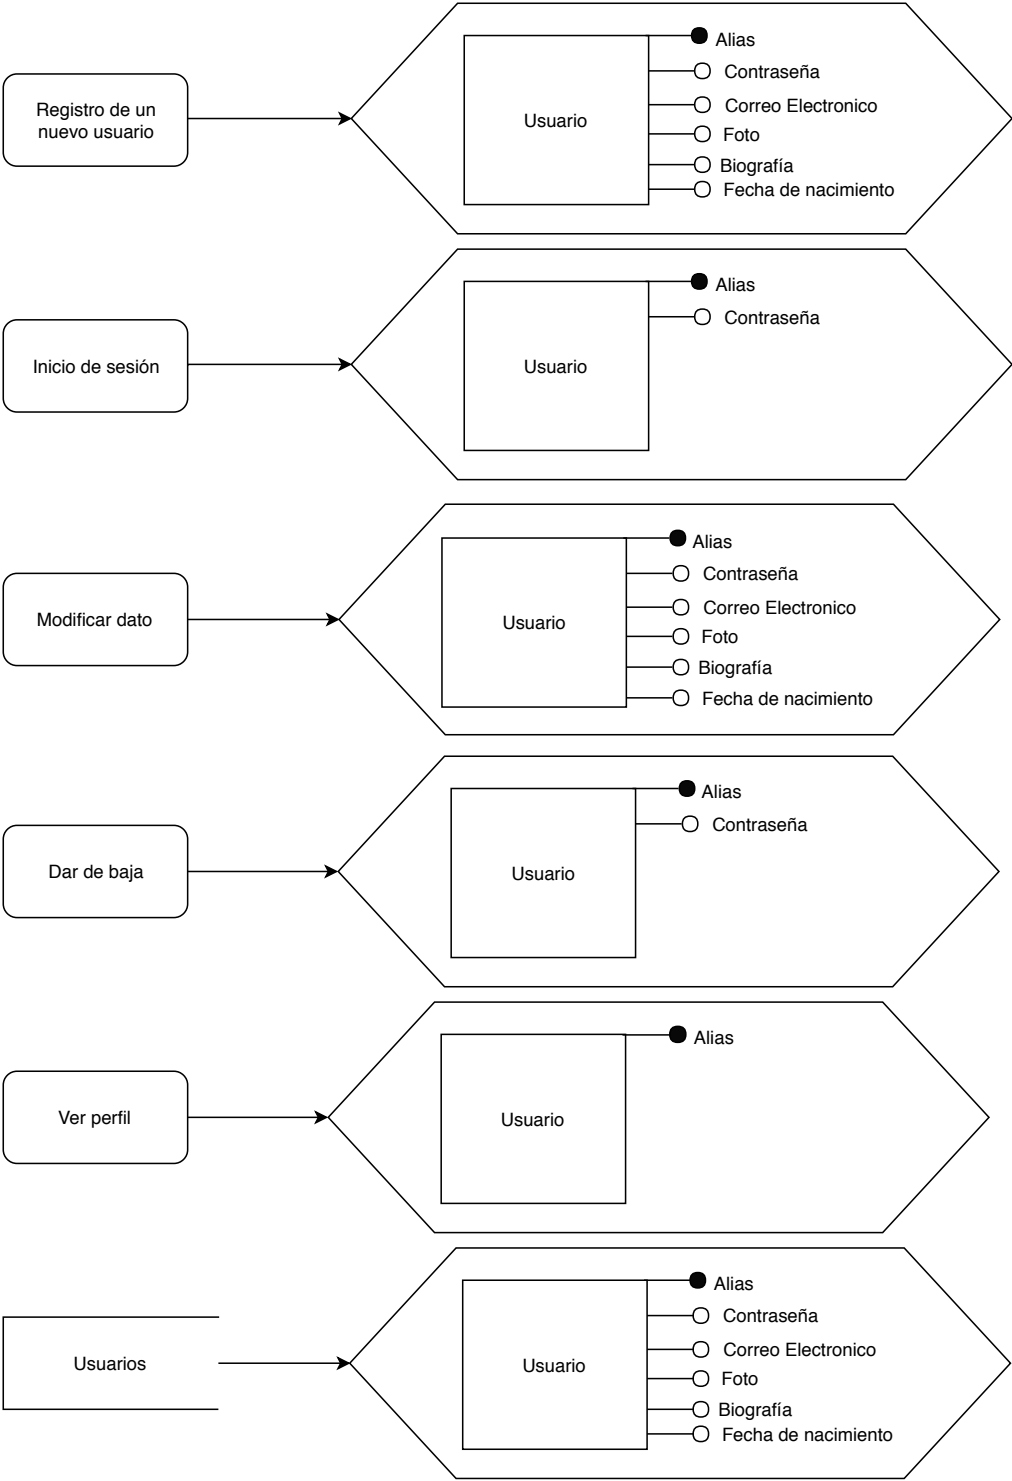 Registro de un
nuevo usuario
Usuario
Alias
Contraseña
Correo Electronico
Foto
Biografía
Fecha de nacimiento
Inicio de sesión
Usuario
Alias
Contraseña
Modificar dato
Usuario
Alias
Contraseña
Correo Electronico
Foto
Biografía
Fecha de nacimiento
Dar de baja
Usuario
Alias
Contraseña
Ver perfil
Usuario
Alias
Usuarios
Usuario
Alias
Contraseña
Correo Electronico
Foto
Biografía
Fecha de nacimiento